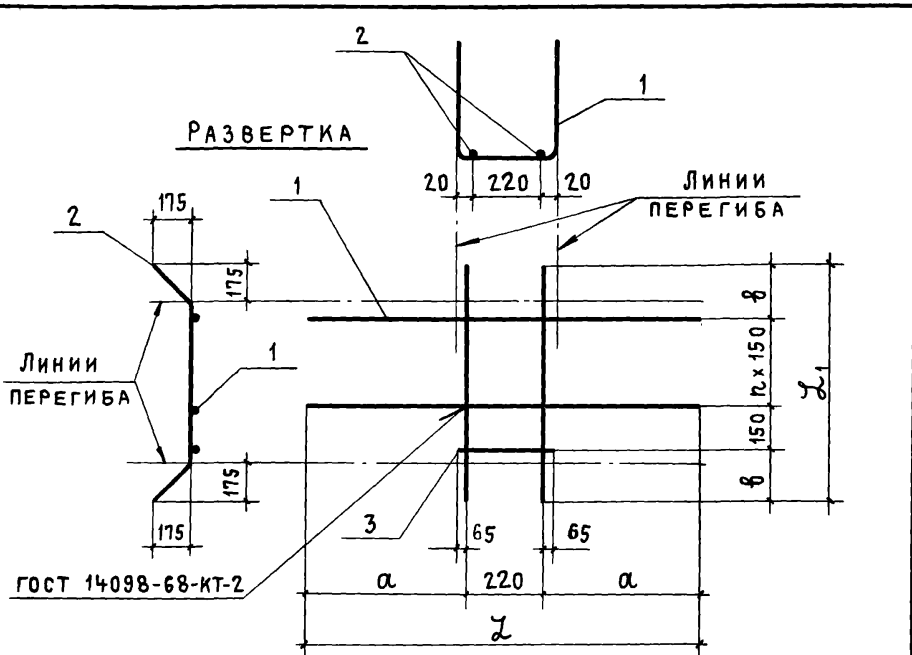 2
1
РАЗВЕРТКА
20 220 20
ЛИНИИ
ПЕРЕГИБА
175
2
1
175
в
1
n×150
L1
ЛИНИИ
ПЕРЕГИБА
1
150
175
в
175
3
65
65
ГОСТ 14098-68-КТ-2
а 220 а
L